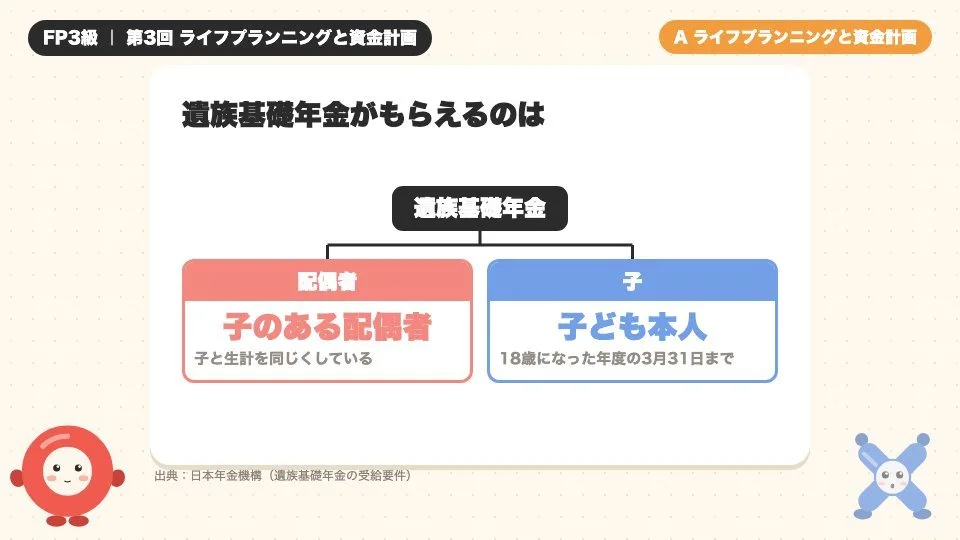 FP3級 | 第3回 ライフプランニングと資金計画
A ライフプランニングと資金計画
遺族基礎年金がもらえるのは
遺族基礎年金
配偶者
子のある配偶者
子と生計を同じくしている
子
子ども本人
18歳になった年度の3月31日まで
出典：日本年金機構（遺族基礎年金の受給要件）